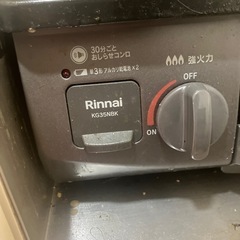 30分ごと
おしらせコンロ
強火力
単3形アルカリ乾電池×2
OFF
Rinnai
KG35NBK
ON